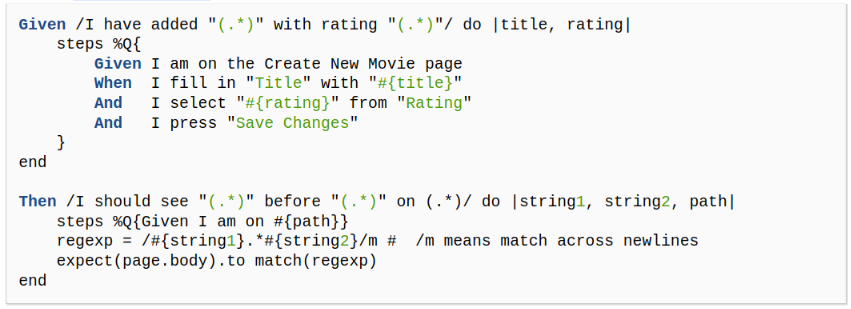 Given /I have added "(.*)" with rating "(.*)"/ do |title, rating|
    steps %Q{
        Given I am on the Create New Movie page
        When  I fill in "Title" with "#{title}"
        And   I select "#{rating}" from "Rating"
        And   I press "Save Changes"
    }
end

Then /I should see "(.*)" before "(.*)" on (.*)/ do |string1, string2, path|
    steps %Q{Given I am on #{path}}
    regexp = /#{string1}.*#{string2}/m #  /m means match across newlines
    expect(page.body).to match(regexp)
end